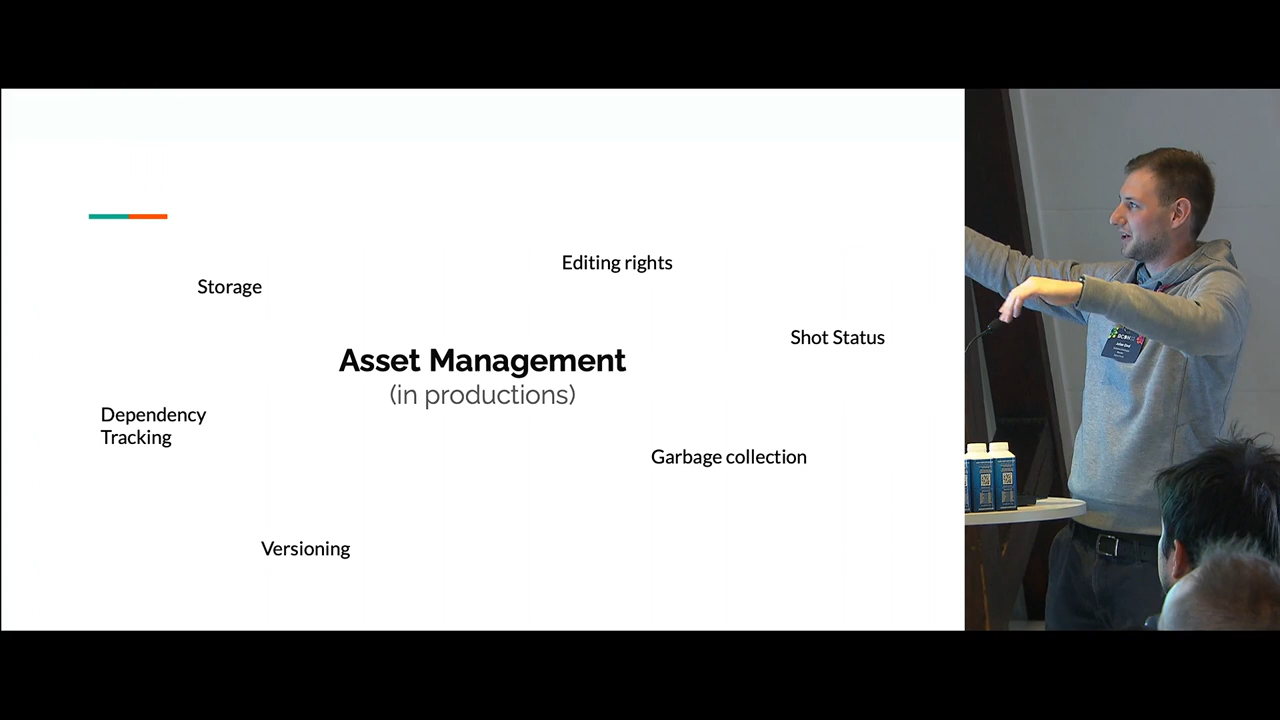 Editing rights
Storage
Shot Status
Asset Management
(in productions)
Dependency
Tracking
Garbage collection
Versioning